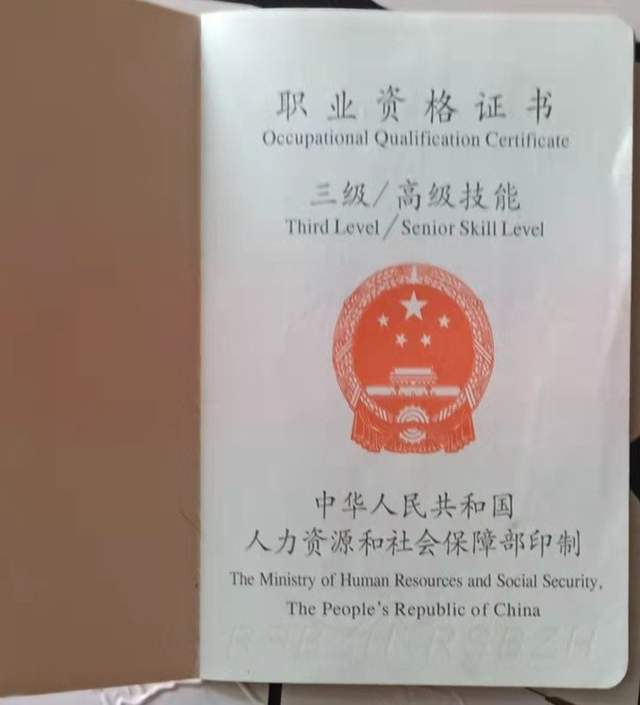 职业资格证书
Occupational Qualification Certificate
三级/高级技能
Third Level/Senior Skill Level
中华人民共和国
人力资源和社会保障部印制
The Ministry of Human Resources and Social Security,
The People's Republic of China
RSBZH RSBZH